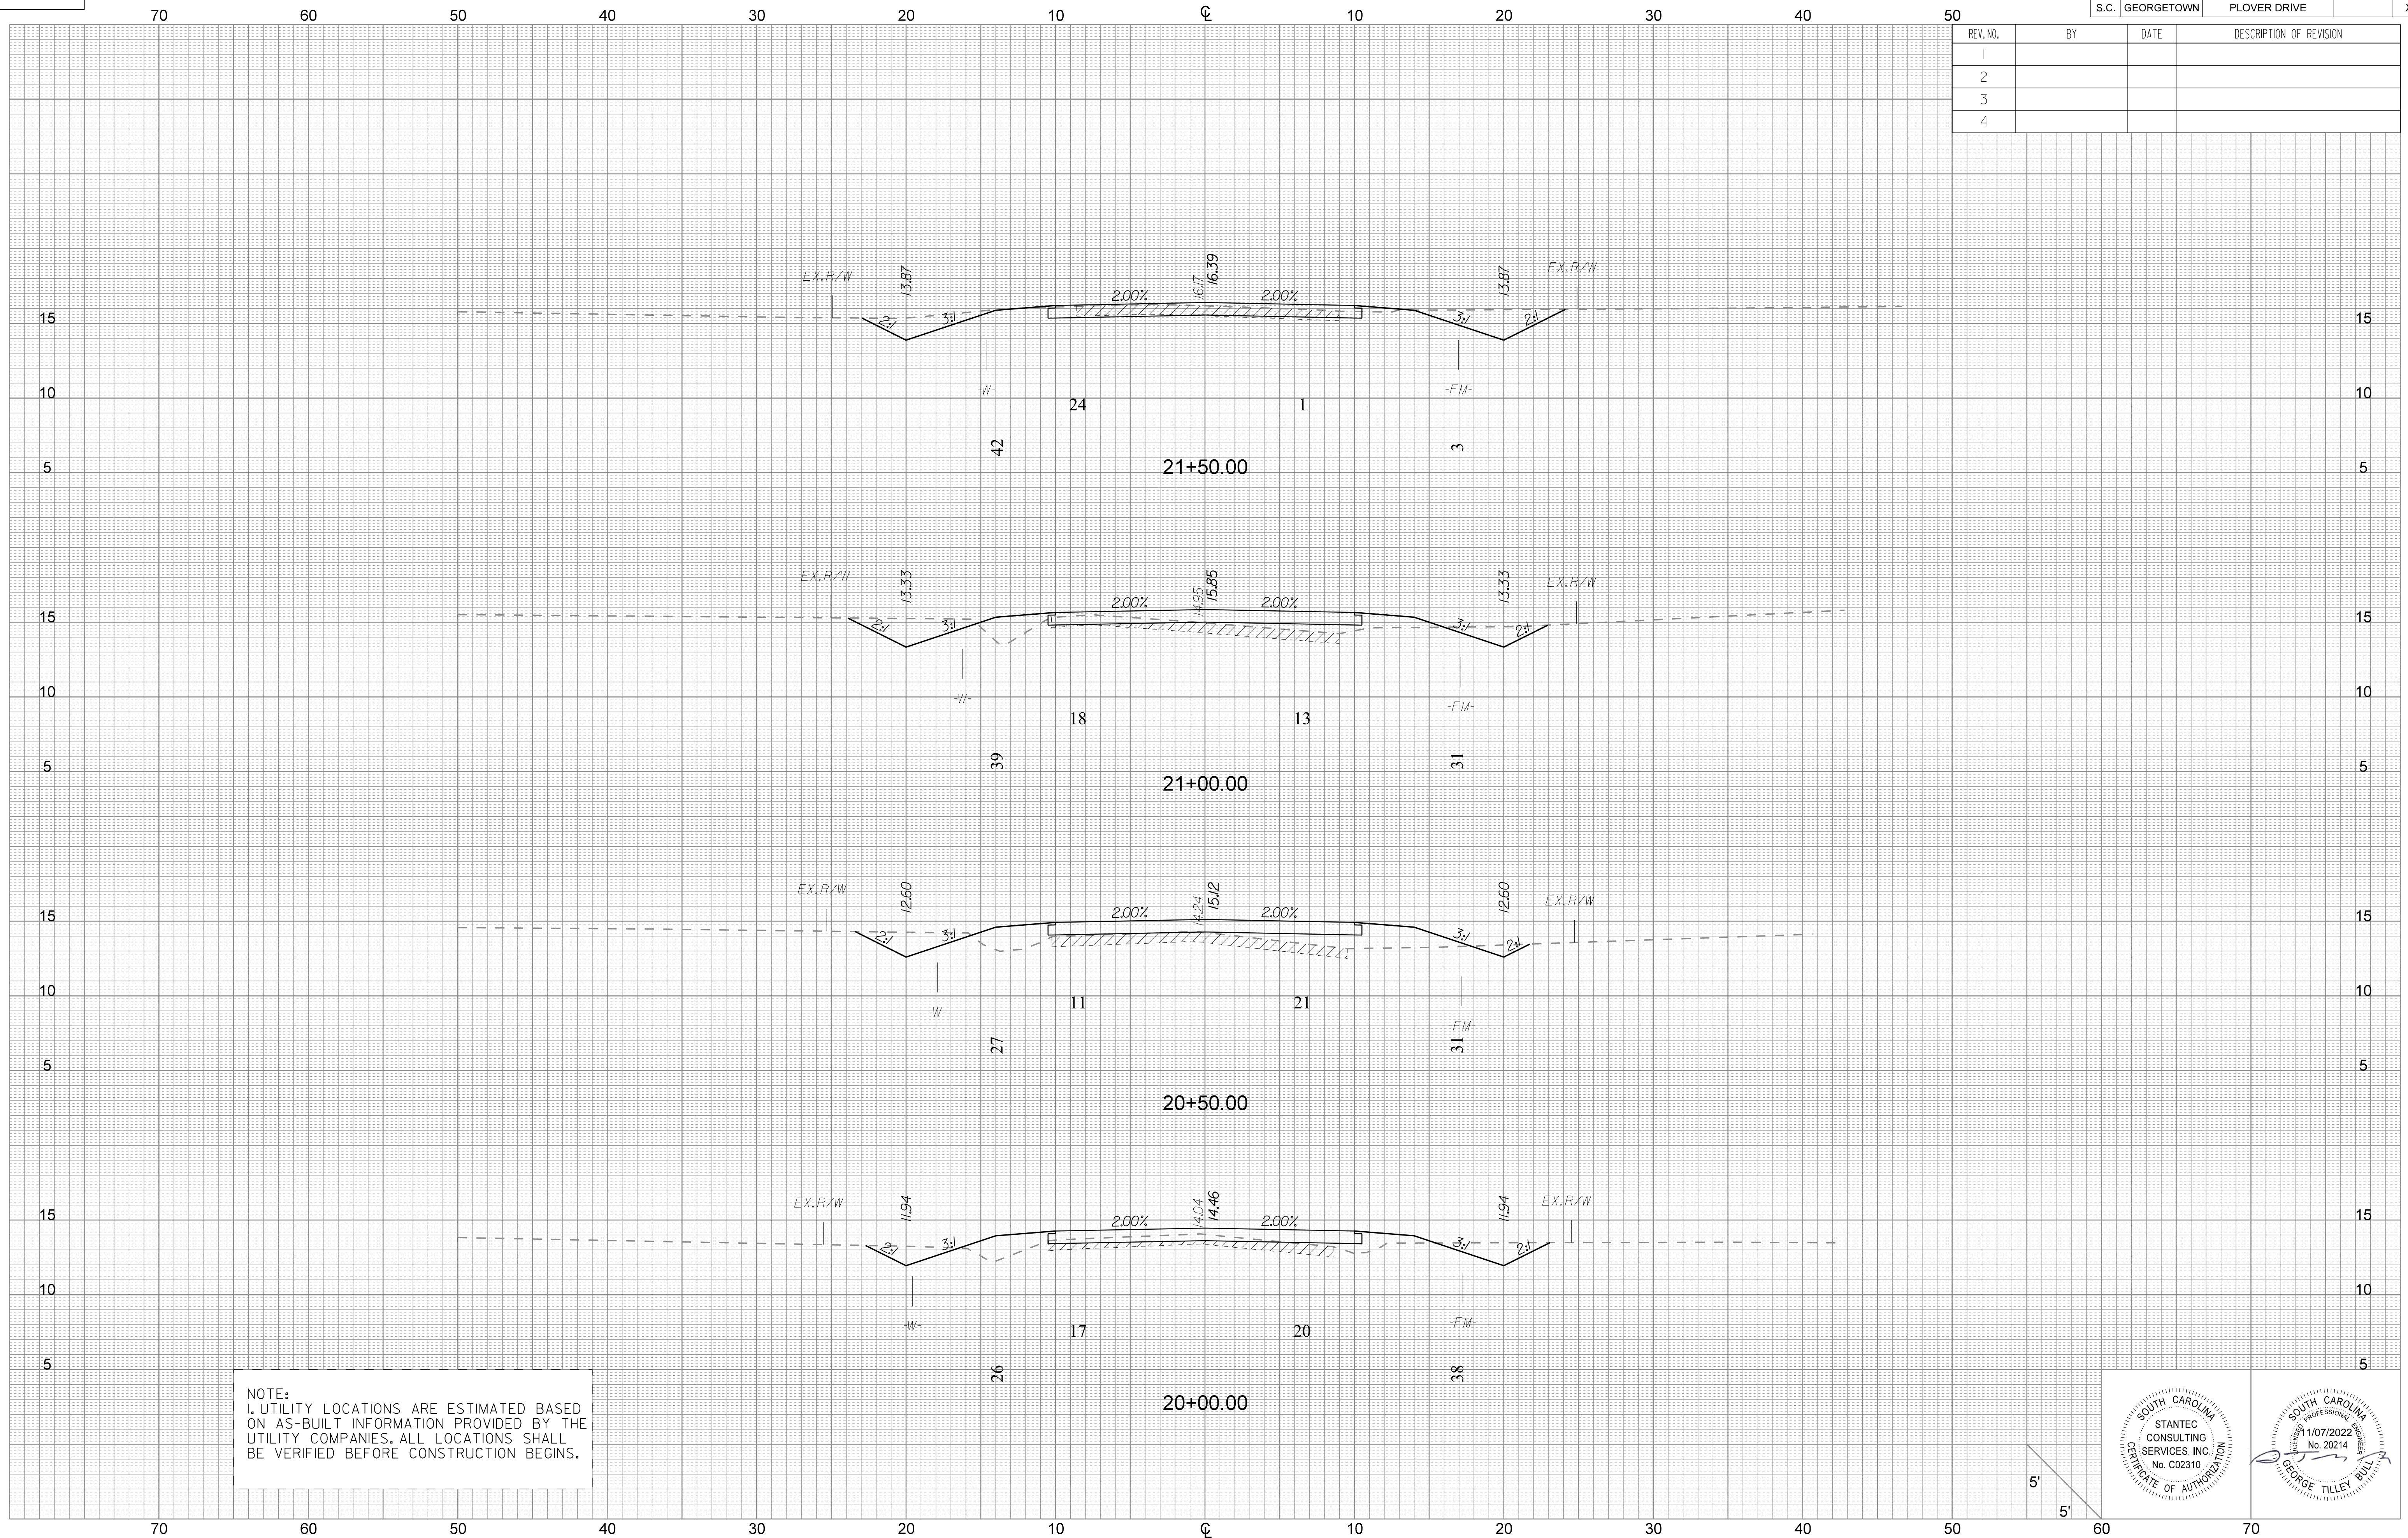 S.C. GEORGETOWN PLOVER DRIVE
70 60 50 40 30 20 10 ℄ 10 20 30 40 50
REV. NO. BY DATE DESCRIPTION OF REVISION
1
2
3
4
EX. R/W 13.87 16.17 16.39 13.87 EX. R/W
2.00% 2.00%
15 2:1 3:1 3:1 2:1 15
10 -W- -FM- 10
24 1
42 3
5 21+50.00 5
EX. R/W 13.33 14.95 15.85 13.33 EX. R/W
2.00% 2.00%
15 2:1 3:1 3:1 2:1 15
10 -W- -FM- 10
18 13
39 31
5 21+00.00 5
EX. R/W 12.60 14.24 15.12 12.60 EX. R/W
2.00% 2.00%
15 2:1 3:1 3:1 2:1 15
10 -W- -FM- 10
11 21
27 31
5 5
20+50.00
EX. R/W 11.94 14.04 14.46 11.94 EX. R/W
2.00% 2.00%
15 2:1 3:1 3:1 2:1 15
10 -W- -FM- 10
17 20
5 26 38 5
20+00.00
NOTE:
1. UTILITY LOCATIONS ARE ESTIMATED BASED
ON AS-BUILT INFORMATION PROVIDED BY THE
UTILITY COMPANIES. ALL LOCATIONS SHALL
BE VERIFIED BEFORE CONSTRUCTION BEGINS.
5'
5'
SOUTH CAROLINA
STANTEC
CONSULTING
SERVICES, INC.
No. C02310
CERTIFICATE OF AUTHORIZATION
SOUTH CAROLINA
LICENSED PROFESSIONAL ENGINEER
11/07/2022
No. 20214
GEORGE TILLEY BULL
70 60 50 40 30 20 10 ℄ 10 20 30 40 50 60 70